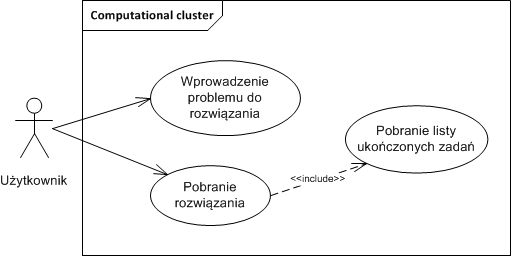 Computational cluster
Wprowadzenie
problemu do
rozwiązania
Użytkownik
Pobranie
rozwiązania
<<include>>
Pobranie listy
ukończonych zadań